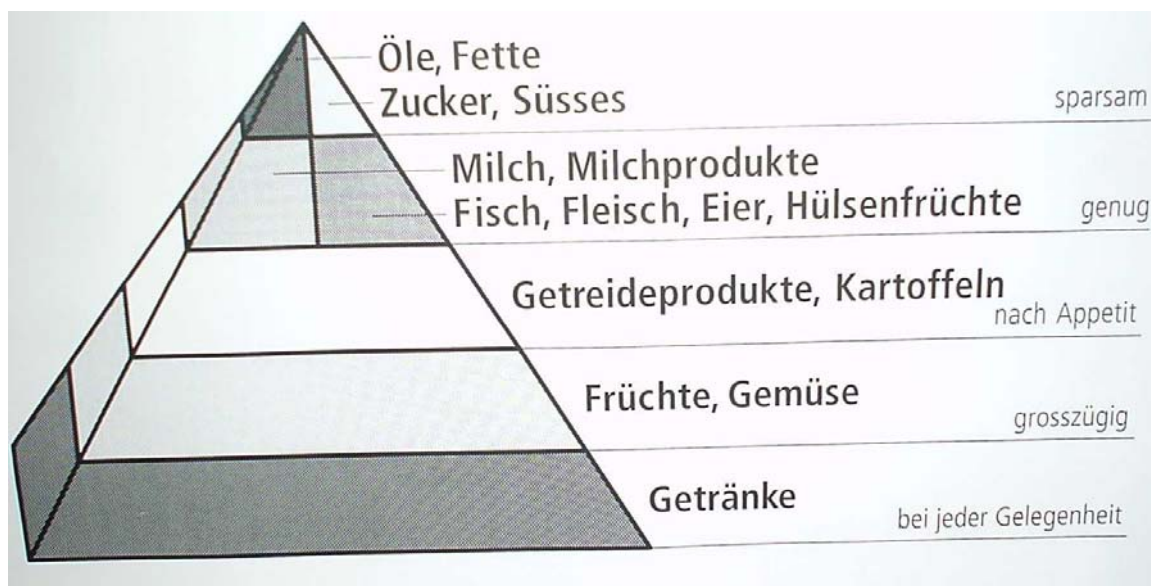 Öle, Fette
Zucker, Süsses
sparsam
Milch, Milchprodukte
Fisch, Fleisch, Eier, Hülsenfrüchte
genug
Getreideprodukte, Kartoffeln
nach Appetit
Früchte, Gemüse
grosszügig
Getränke
bei jeder Gelegenheit